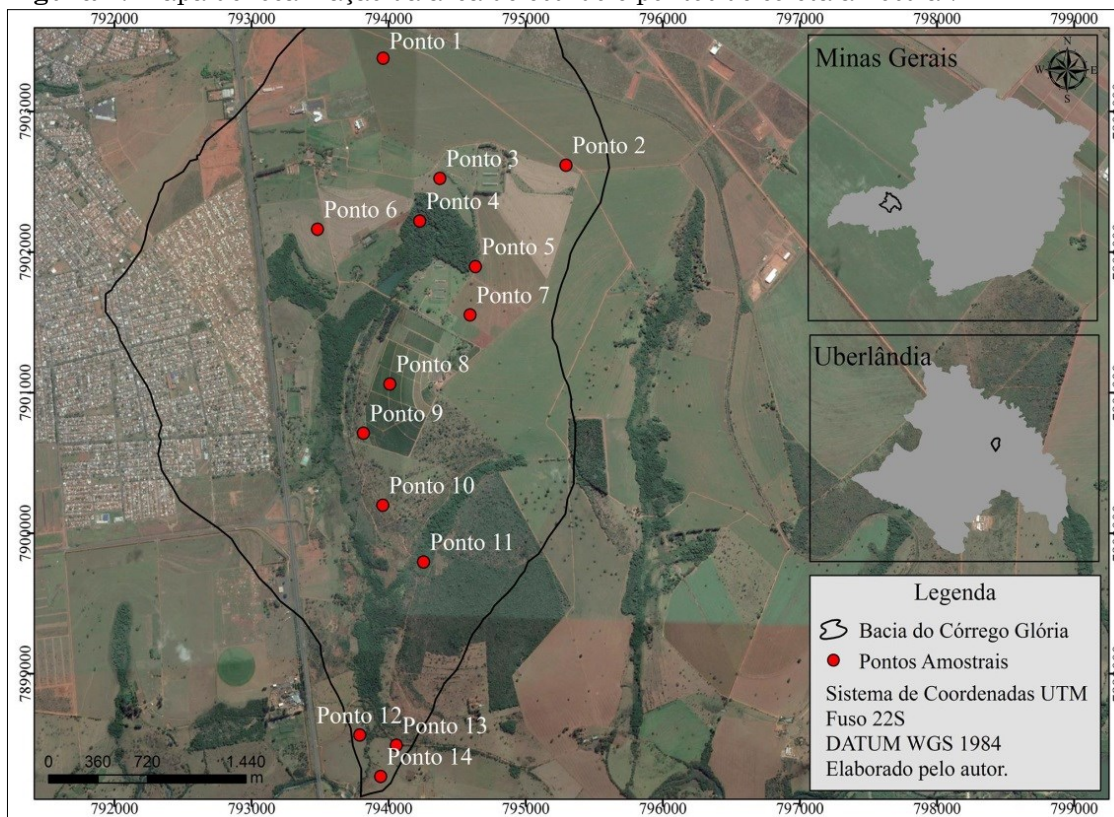 792000 793000 794000 795000 796000 797000 798000 799000
7903000
7902000
7901000
7900000
7899000
Ponto 1
Ponto 2
Ponto 3
Ponto 4
Ponto 6
Ponto 5
Ponto 7
Ponto 8
Ponto 9
Ponto 10
Ponto 11
Ponto 12
Ponto 13
Ponto 14
0 360 720 1.440
m
Minas Gerais
N
W E
S
Uberlândia
Legenda
Bacia do Córrego Glória
Pontos Amostrais
Sistema de Coordenadas UTM
Fuso 22S
DATUM WGS 1984
Elaborado pelo autor.
792000 793000 794000 795000 796000 797000 798000 799000